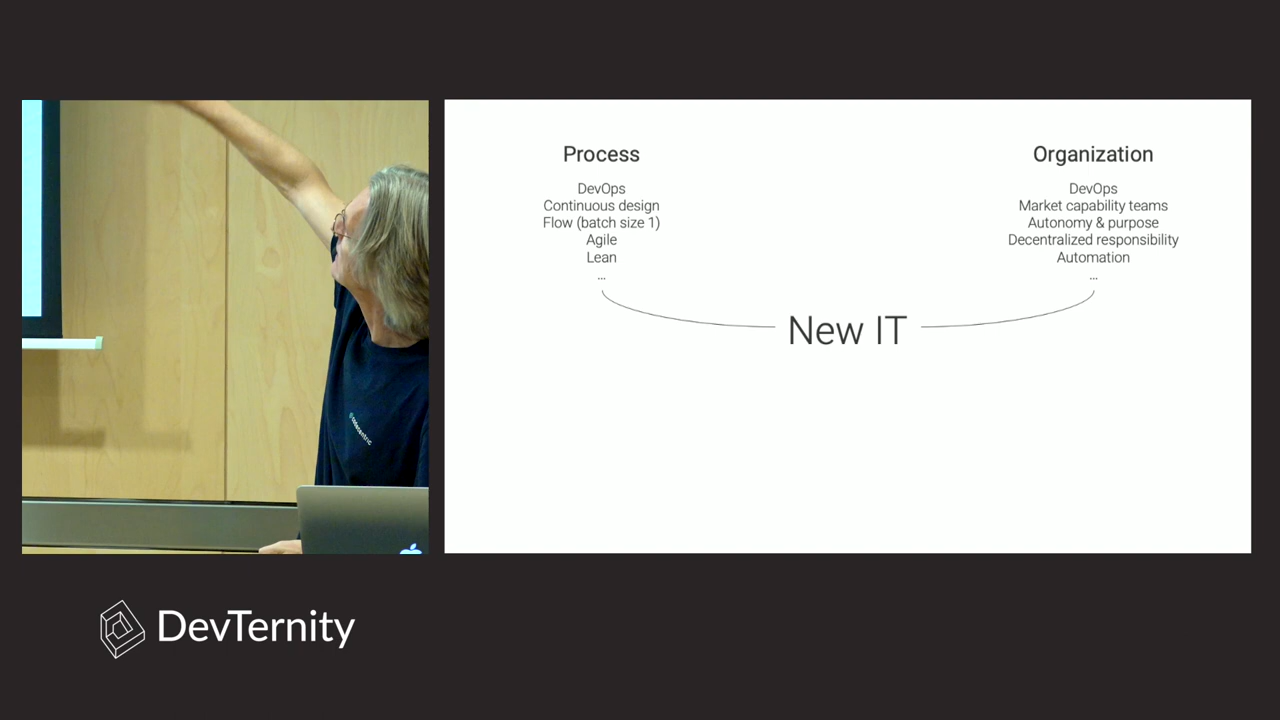 Process
DevOps
Continuous design
Flow (batch size 1)
Agile
Lean
...
Organization
DevOps
Market capability teams
Autonomy & purpose
Decentralized responsibility
Automation
...
New IT
DevTernity